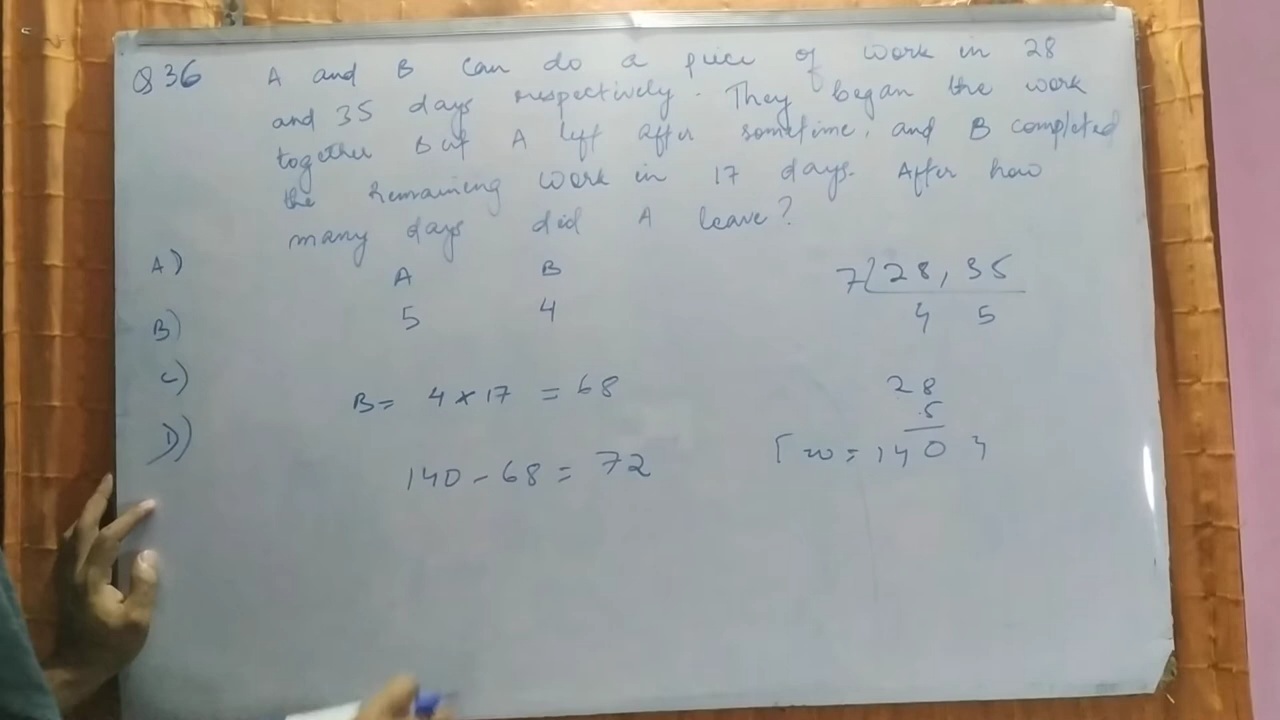 Q 36 A and B can do a piece of work in 28
and 35 days respectively. They began the work
together But A left after sometime, and B completed
the Remaining work in 17 days. After how
many days did A leave?
A)
B)
C)
D)
A B
5 4
B= 4 x 17 = 68
140 - 68 = 72
7 28, 35
4 5
28
5
[w = 140]